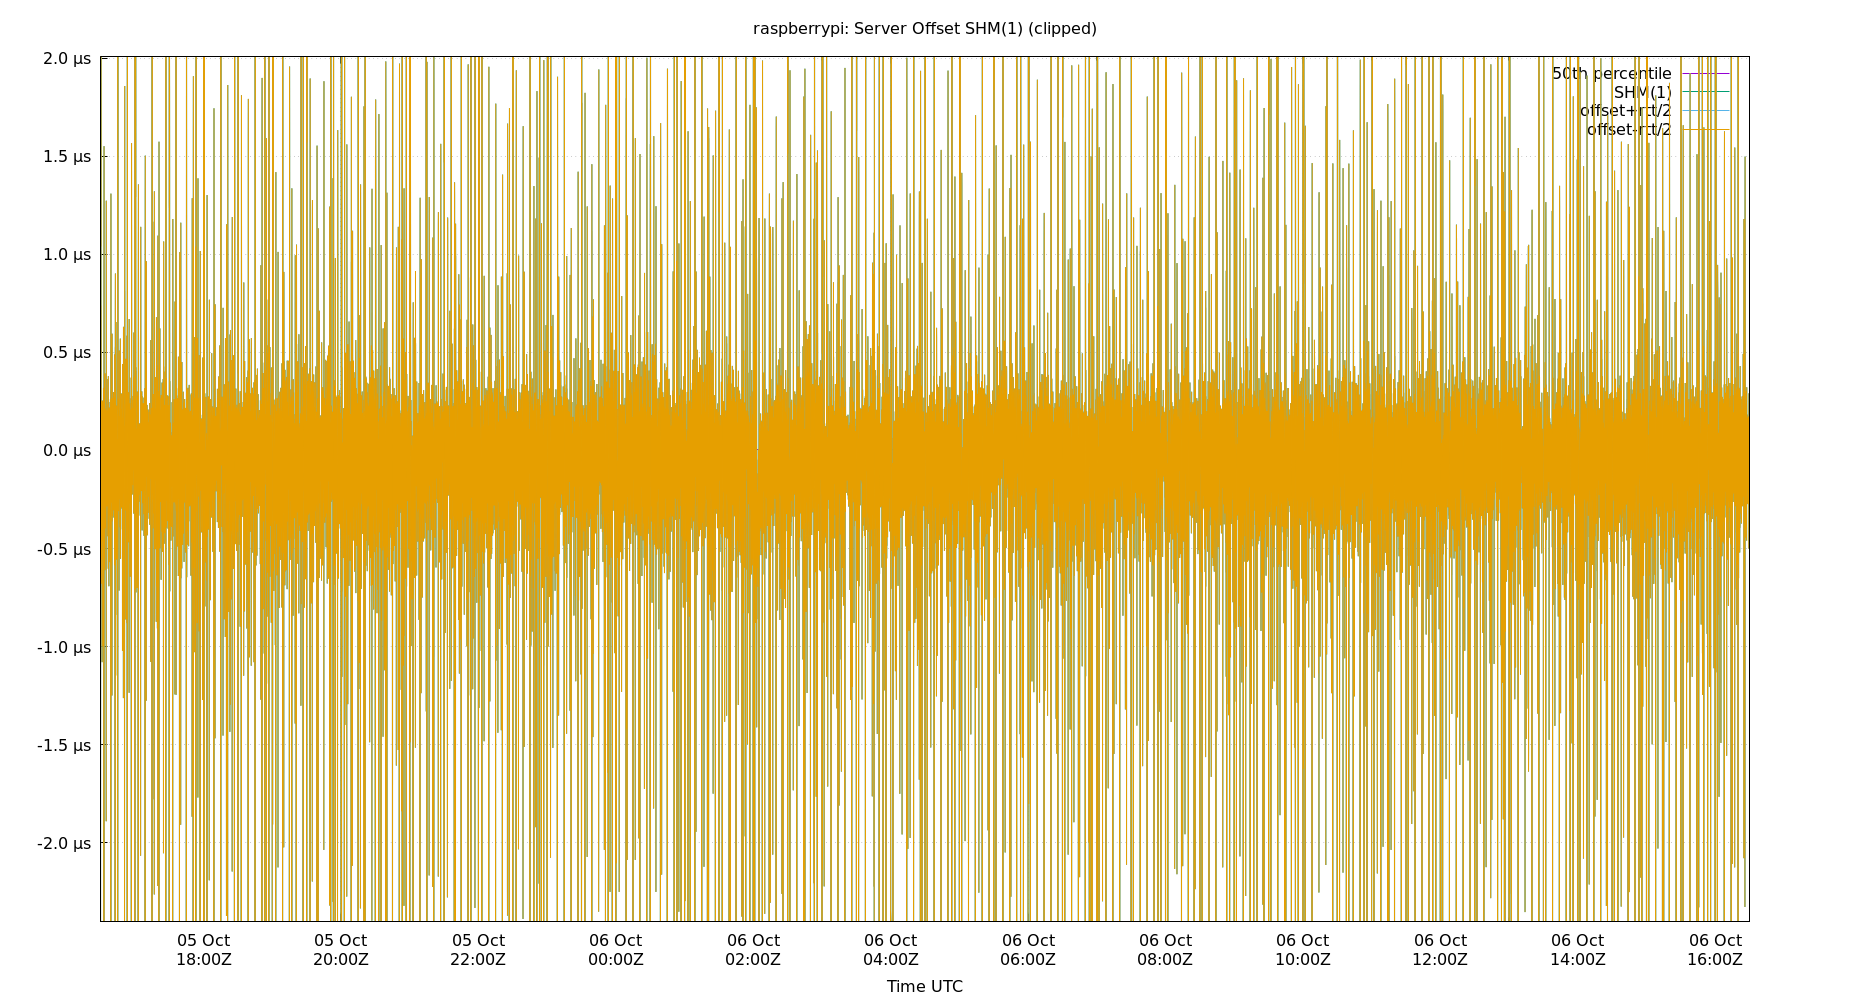 raspberrypi: Server Offset SHM(1) (clipped)
2.0 µs
1.5 µs
1.0 µs
0.5 µs
0.0 µs
-0.5 µs
-1.0 µs
-1.5 µs
-2.0 µs
50th percentile
SHM(1)
offset+rtt/2
offset-rtt/2
05 Oct 05 Oct 05 Oct 06 Oct 06 Oct 06 Oct 06 Oct 06 Oct 06 Oct 06 Oct 06 Oct 06 Oct
18:00Z 20:00Z 22:00Z 00:00Z 02:00Z 04:00Z 06:00Z 08:00Z 10:00Z 12:00Z 14:00Z 16:00Z
Time UTC